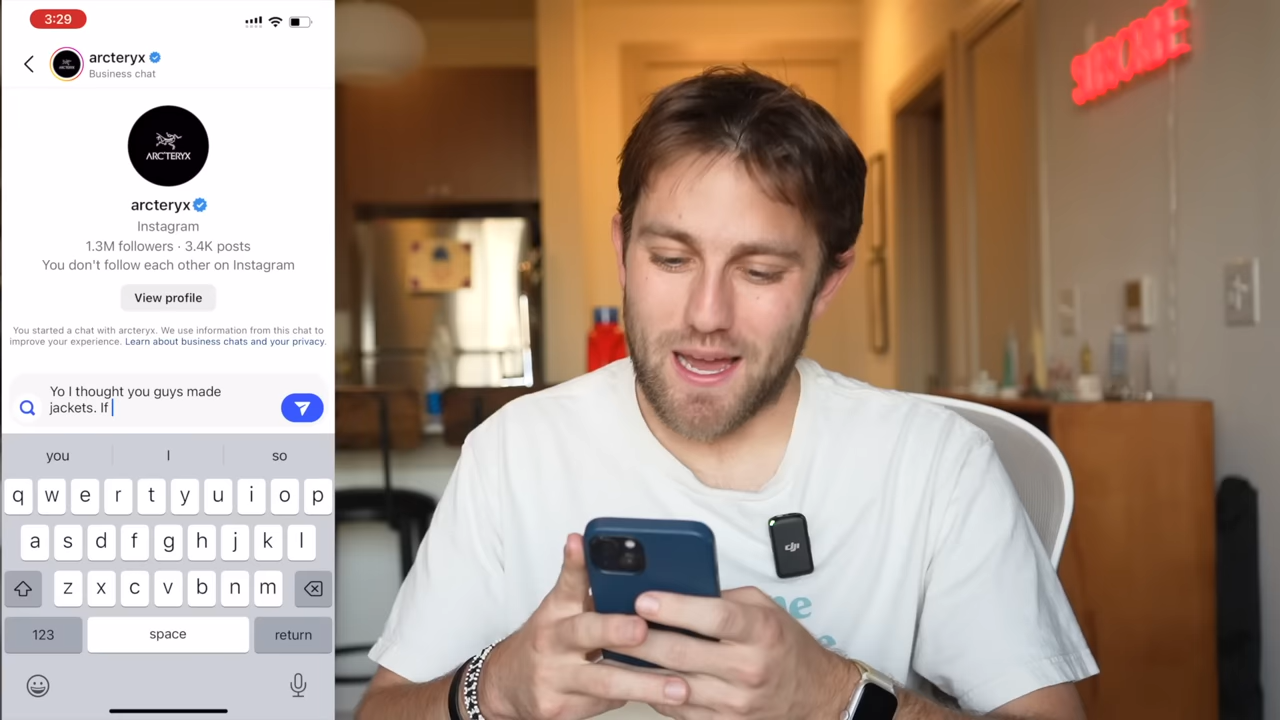 3:29
arcteryx
Business chat
ARC'TERYX
arcteryx
Instagram
1.3M followers · 3.4K posts
You don't follow each other on Instagram
View profile
You started a chat with arcteryx. We use information from this chat to
improve your experience. Learn about business chats and your privacy.
Yo I thought you guys made
jackets. If
you I so
q w e r t y u i o p
a s d f g h j k l
z x c v b n m
123 space return
STROBE
dji